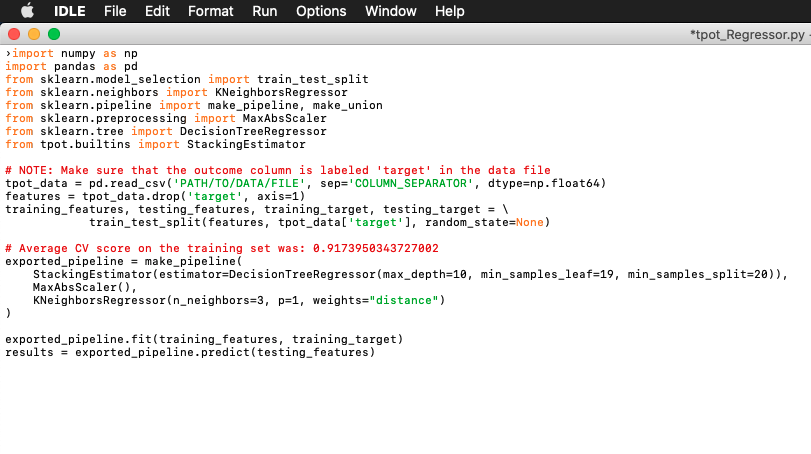 IDLE File Edit Format Run Options Window Help
*tpot_Regressor.py -
›import numpy as np
import pandas as pd
from sklearn.model_selection import train_test_split
from sklearn.neighbors import KNeighborsRegressor
from sklearn.pipeline import make_pipeline, make_union
from sklearn.preprocessing import MaxAbsScaler
from sklearn.tree import DecisionTreeRegressor
from tpot.builtins import StackingEstimator

# NOTE: Make sure that the outcome column is labeled 'target' in the data file
tpot_data = pd.read_csv('PATH/TO/DATA/FILE', sep='COLUMN_SEPARATOR', dtype=np.float64)
features = tpot_data.drop('target', axis=1)
training_features, testing_features, training_target, testing_target = \
            train_test_split(features, tpot_data['target'], random_state=None)

# Average CV score on the training set was: 0.9173950343727002
exported_pipeline = make_pipeline(
    StackingEstimator(estimator=DecisionTreeRegressor(max_depth=10, min_samples_leaf=19, min_samples_split=20)),
    MaxAbsScaler(),
    KNeighborsRegressor(n_neighbors=3, p=1, weights="distance")
)

exported_pipeline.fit(training_features, training_target)
results = exported_pipeline.predict(testing_features)